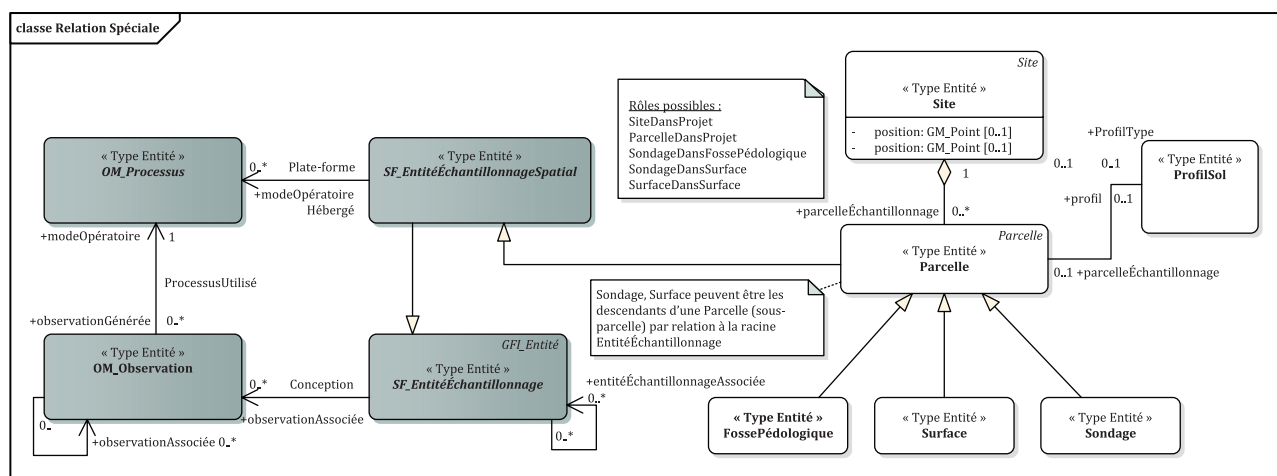 classe Relation Spéciale
« Type Entité »
OM_Processus
0..*
Plate-forme
+modeOpératoire
Hébergé
« Type Entité »
SF_EntitéÉchantillonnageSpatial
Rôles possibles :
SiteDansProjet
ParcelleDansProjet
SondageDansFossePédologique
SondageDansSurface
SurfaceDansSurface
Site
« Type Entité »
Site
- position: GM_Point [0..1]
- position: GM_Point [0..1]
+ProfilType
0..1
0..1
« Type Entité »
ProfilSol
+profil
0..1
1
+parcelleÉchantillonnage
0..*
Parcelle
« Type Entité »
Parcelle
0..1
+parcelleÉchantillonnage
+modeOpératoire
1
ProcessusUtilisé
+observationGénérée
0..*
Sondage, Surface peuvent être les
descendants d’une Parcelle (sous-
parcelle) par relation à la racine
EntitéÉchantillonnage
« Type Entité »
OM_Observation
0..*
Conception
+observationAssociée
GFI_Entité
« Type Entité »
SF_EntitéÉchantillonnage
+entitéÉchantillonnageAssociée
0..*
0..*
0..
+observationAssociée 0..*
« Type Entité »
FossePédologique
« Type Entité »
Surface
« Type Entité »
Sondage